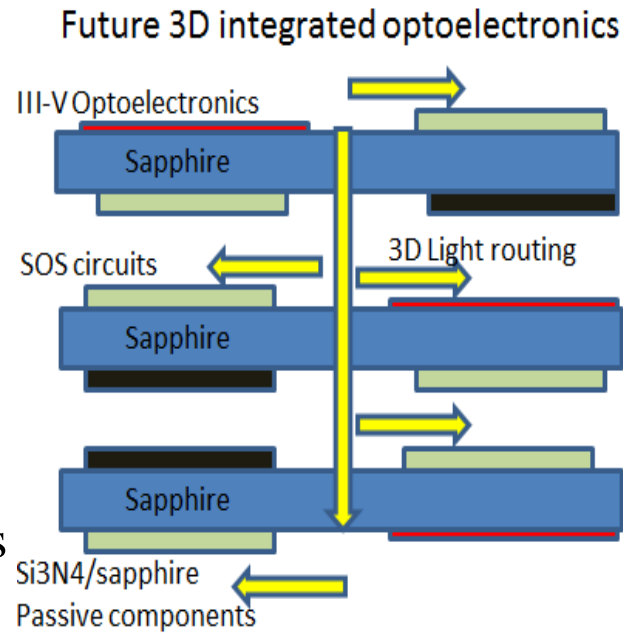 Future 3D integrated optoelectronics
III-V Optoelectronics
Sapphire
SOS circuits
3D Light routing
Sapphire
Sapphire
s
Si3N4/sapphire
Passive components